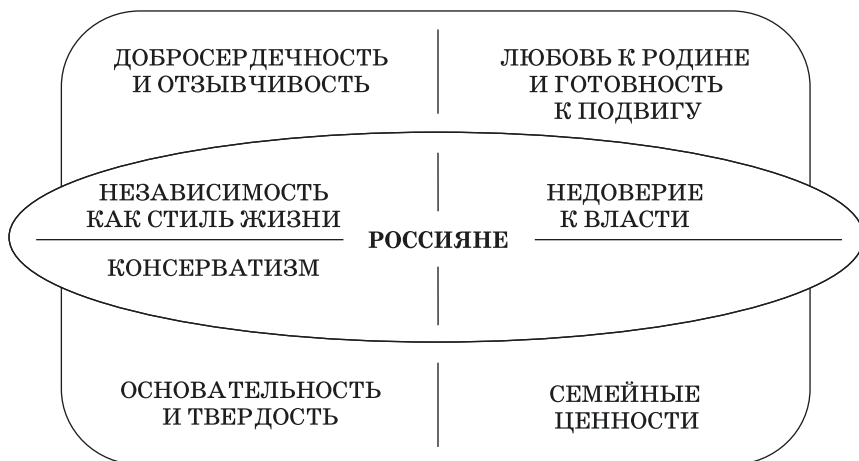 ДОБРОСЕРДЕЧНОСТЬ
И ОТЗЫВЧИВОСТЬ
ЛЮБОВЬ К РОДИНЕ
И ГОТОВНОСТЬ
К ПОДВИГУ
НЕЗАВИСИМОСТЬ
КАК СТИЛЬ ЖИЗНИ
НЕДОВЕРИЕ
К ВЛАСТИ
РОССИЯНЕ
КОНСЕРВАТИЗМ
ОСНОВАТЕЛЬНОСТЬ
И ТВЕРДОСТЬ
СЕМЕЙНЫЕ
ЦЕННОСТИ